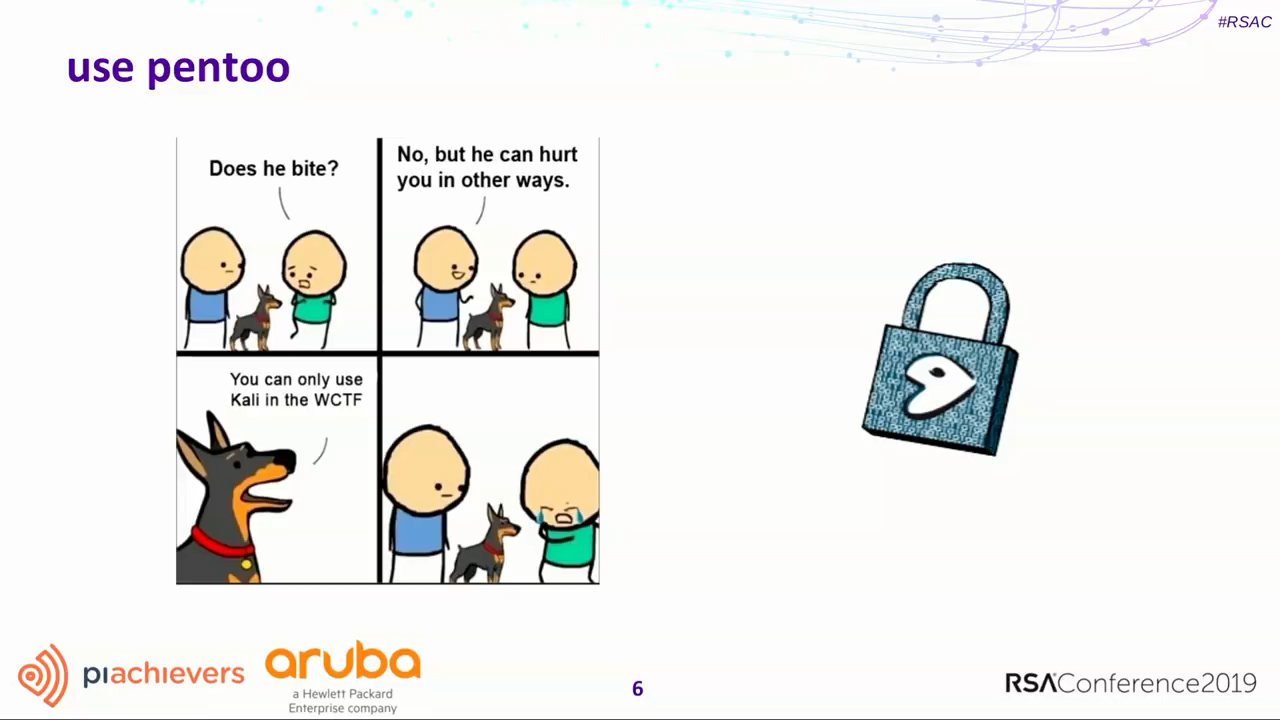 #RSAC
use pentoo
Does he bite?
No, but he can hurt
you in other ways.
You can only use
Kali in the WCTF
piachievers
aruba
a Hewlett Packard
Enterprise company
6
RSAConference2019